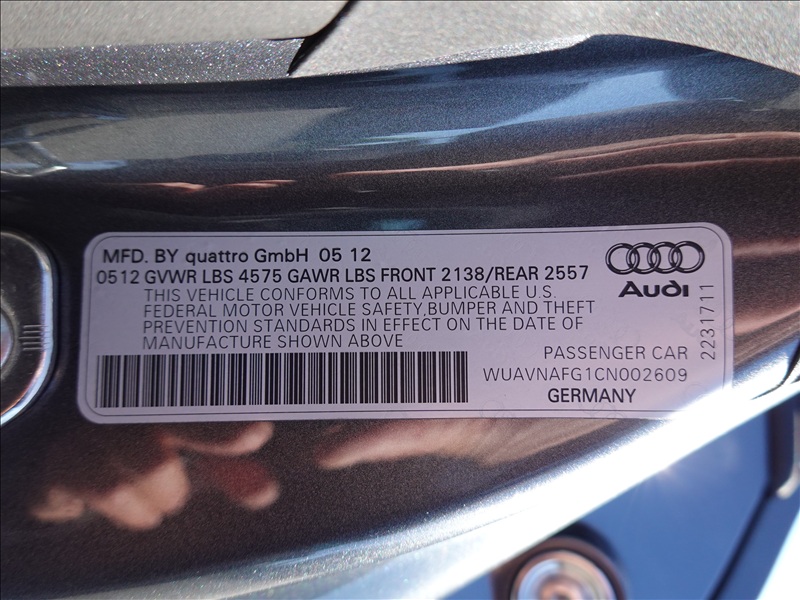 MFD. BY quattro GmbH 05 12
0512 GVWR LBS 4575 GAWR LBS FRONT 2138/REAR 2557
THIS VEHICLE CONFORMS TO ALL APPLICABLE U.S.
FEDERAL MOTOR VEHICLE SAFETY,BUMPER AND THEFT
PREVENTION STANDARDS IN EFFECT ON THE DATE OF
MANUFACTURE SHOWN ABOVE
Audi
2231711
PASSENGER CAR
WUAVNAFG1CN002609
GERMANY